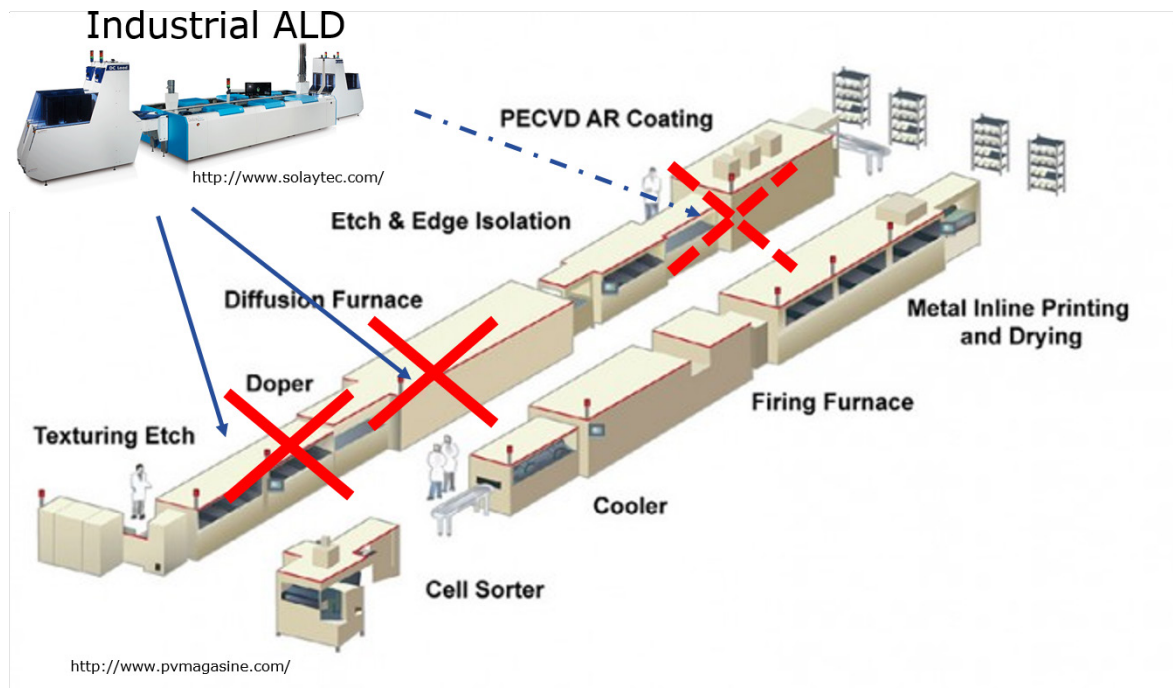 Industrial ALD
http://www.solaytec.com/
PECVD AR Coating
Etch & Edge Isolation
Diffusion Furnace
Doper
Texturing Etch
Metal Inline Printing
and Drying
Firing Furnace
Cooler
Cell Sorter
http://www.pvmagasine.com/